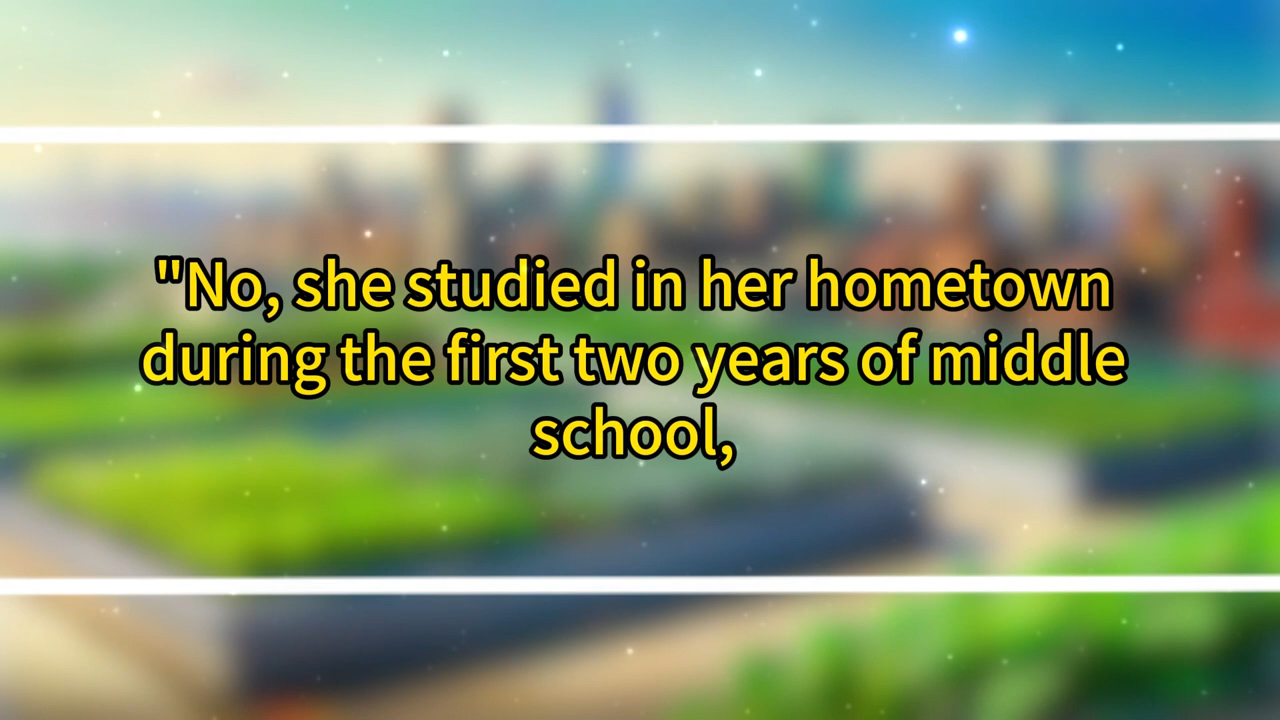 "No, she studied in her hometown
during the first two years of middle
school,